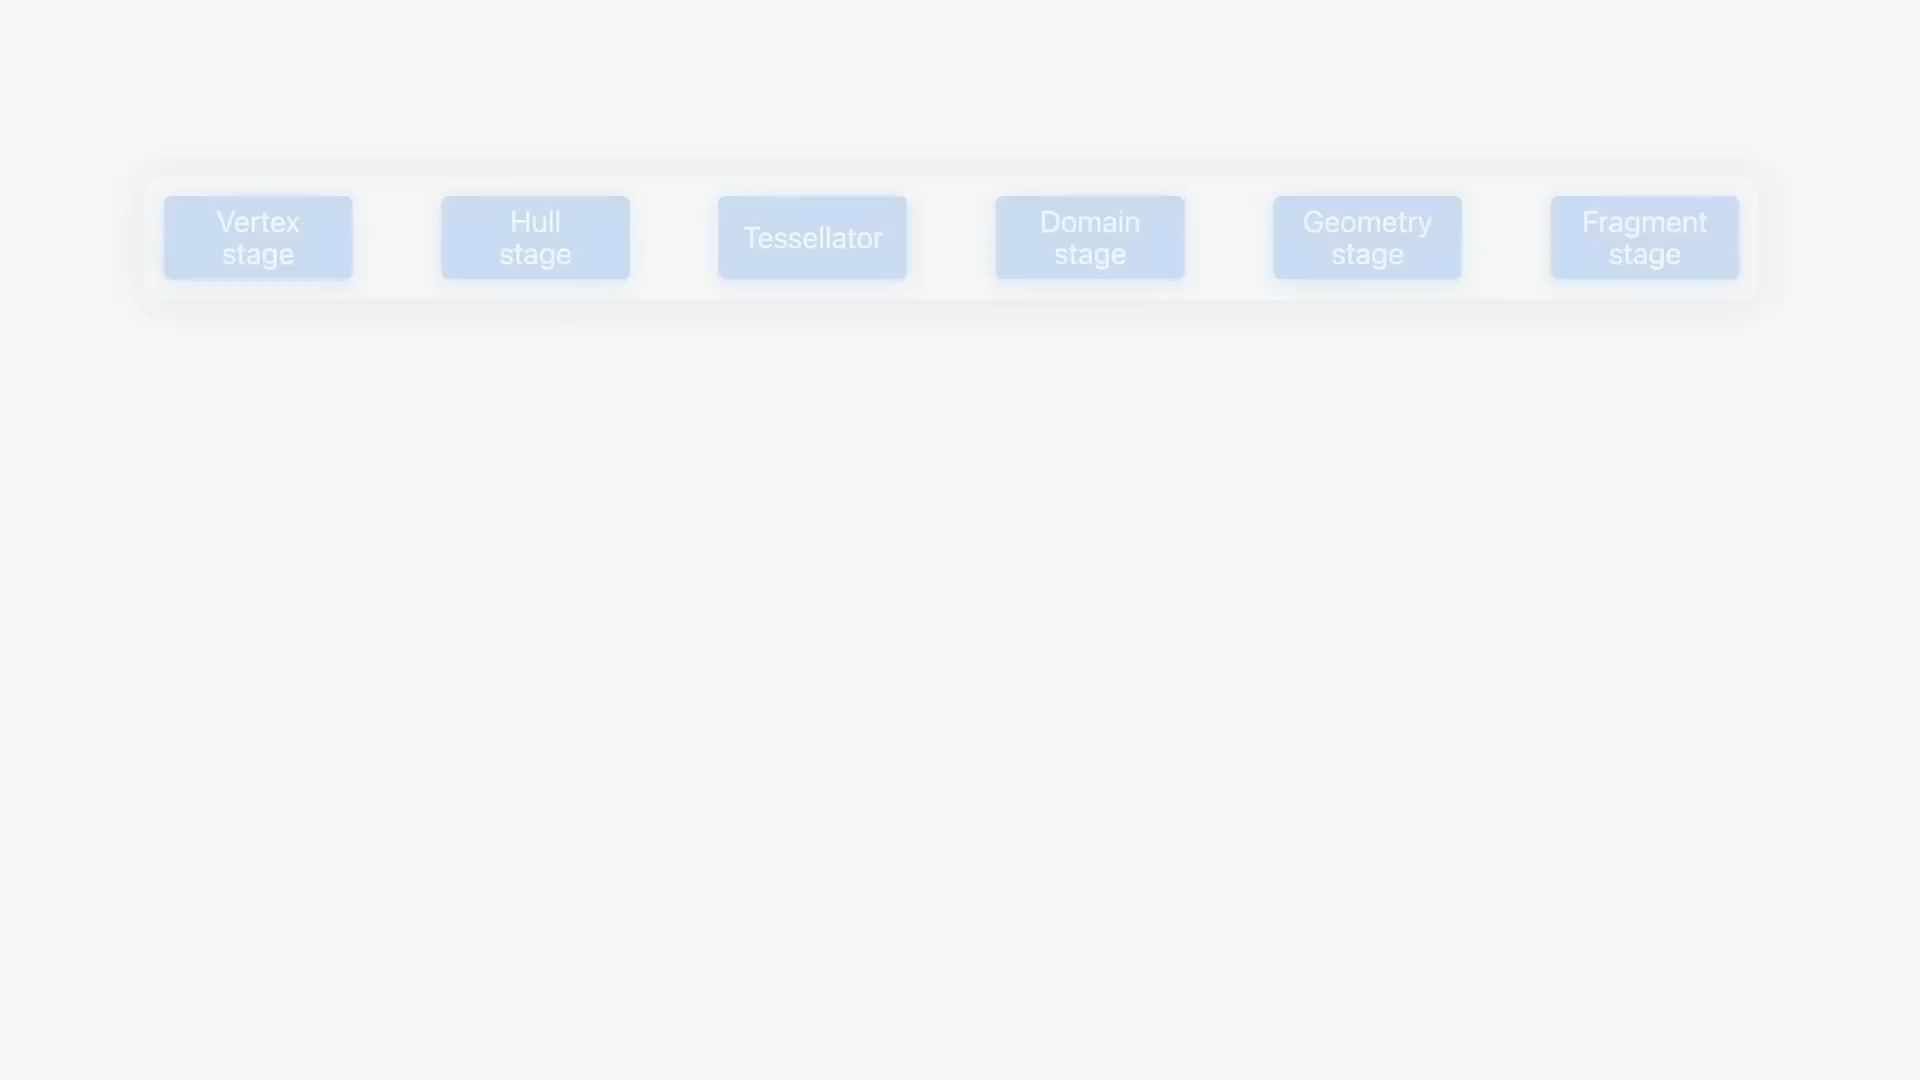 Vertex
stage
Hull
stage
Tessellator
Domain
stage
Geometry
stage
Fragment
stage